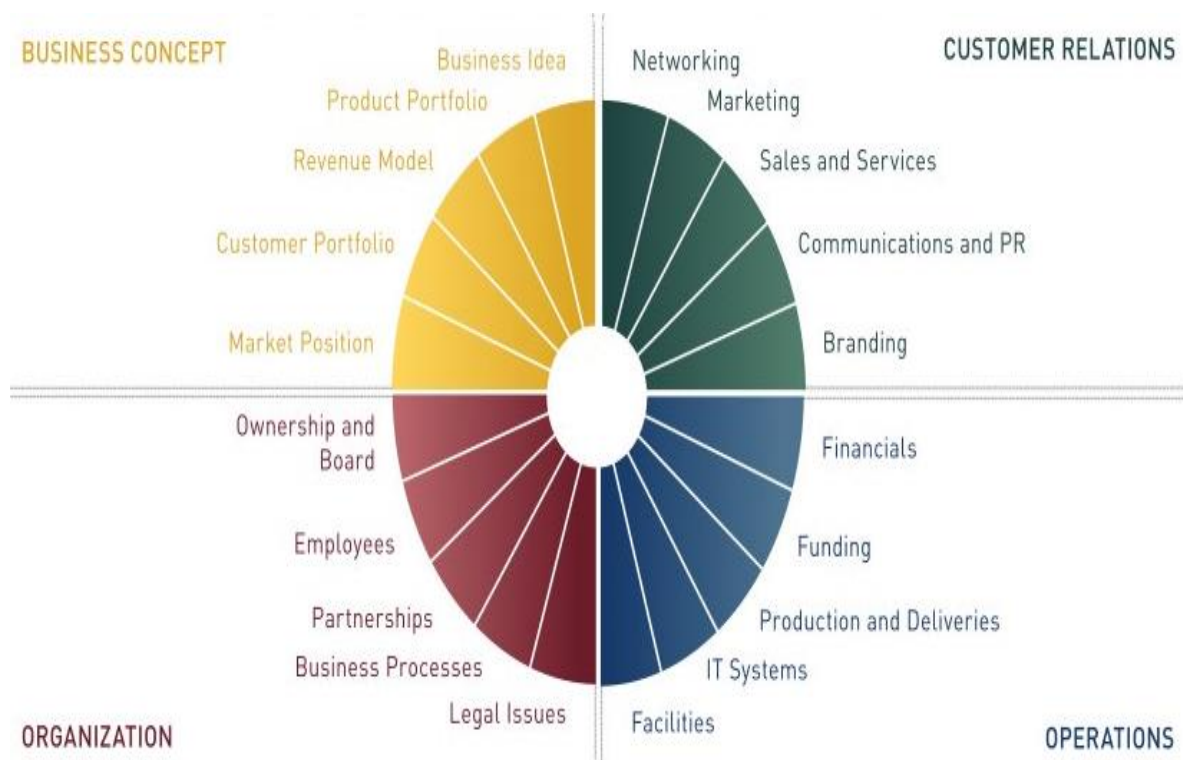 BUSINESS CONCEPT
Business Idea
Product Portfolio
Revenue Model
Customer Portfolio
Market Position
CUSTOMER RELATIONS
Networking
Marketing
Sales and Services
Communications and PR
Branding
Ownership and
Board
Employees
Partnerships
Business Processes
Legal Issues
ORGANIZATION
Financials
Funding
Production and Deliveries
IT Systems
Facilities
OPERATIONS